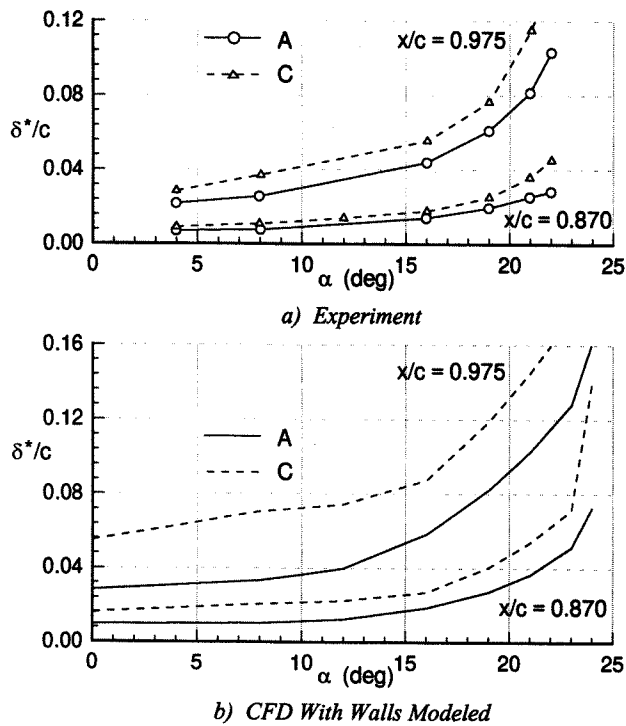 0.12
A
C
x/c = 0.975
0.08
δ*/c
0.04
x/c = 0.870
0.00
0 5 10 15 20 25
α (deg)
a) Experiment
0.16
x/c = 0.975
0.12
A
δ*/c
C
0.08
0.04
x/c = 0.870
0.00
0 5 10 15 20 25
α (deg)
b) CFD With Walls Modeled